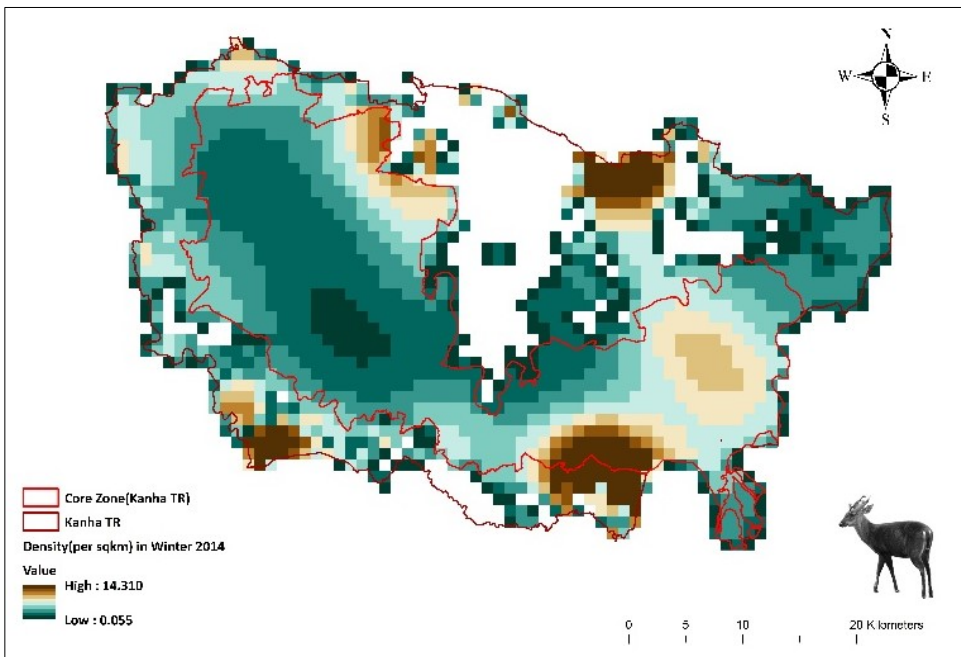 N
W E
S
Core Zone(Kanha TR)
Kanha TR
Density(per sqkm) in Winter 2014
Value
High : 14.310
Low : 0.055
0 5 10 20 Kilometers